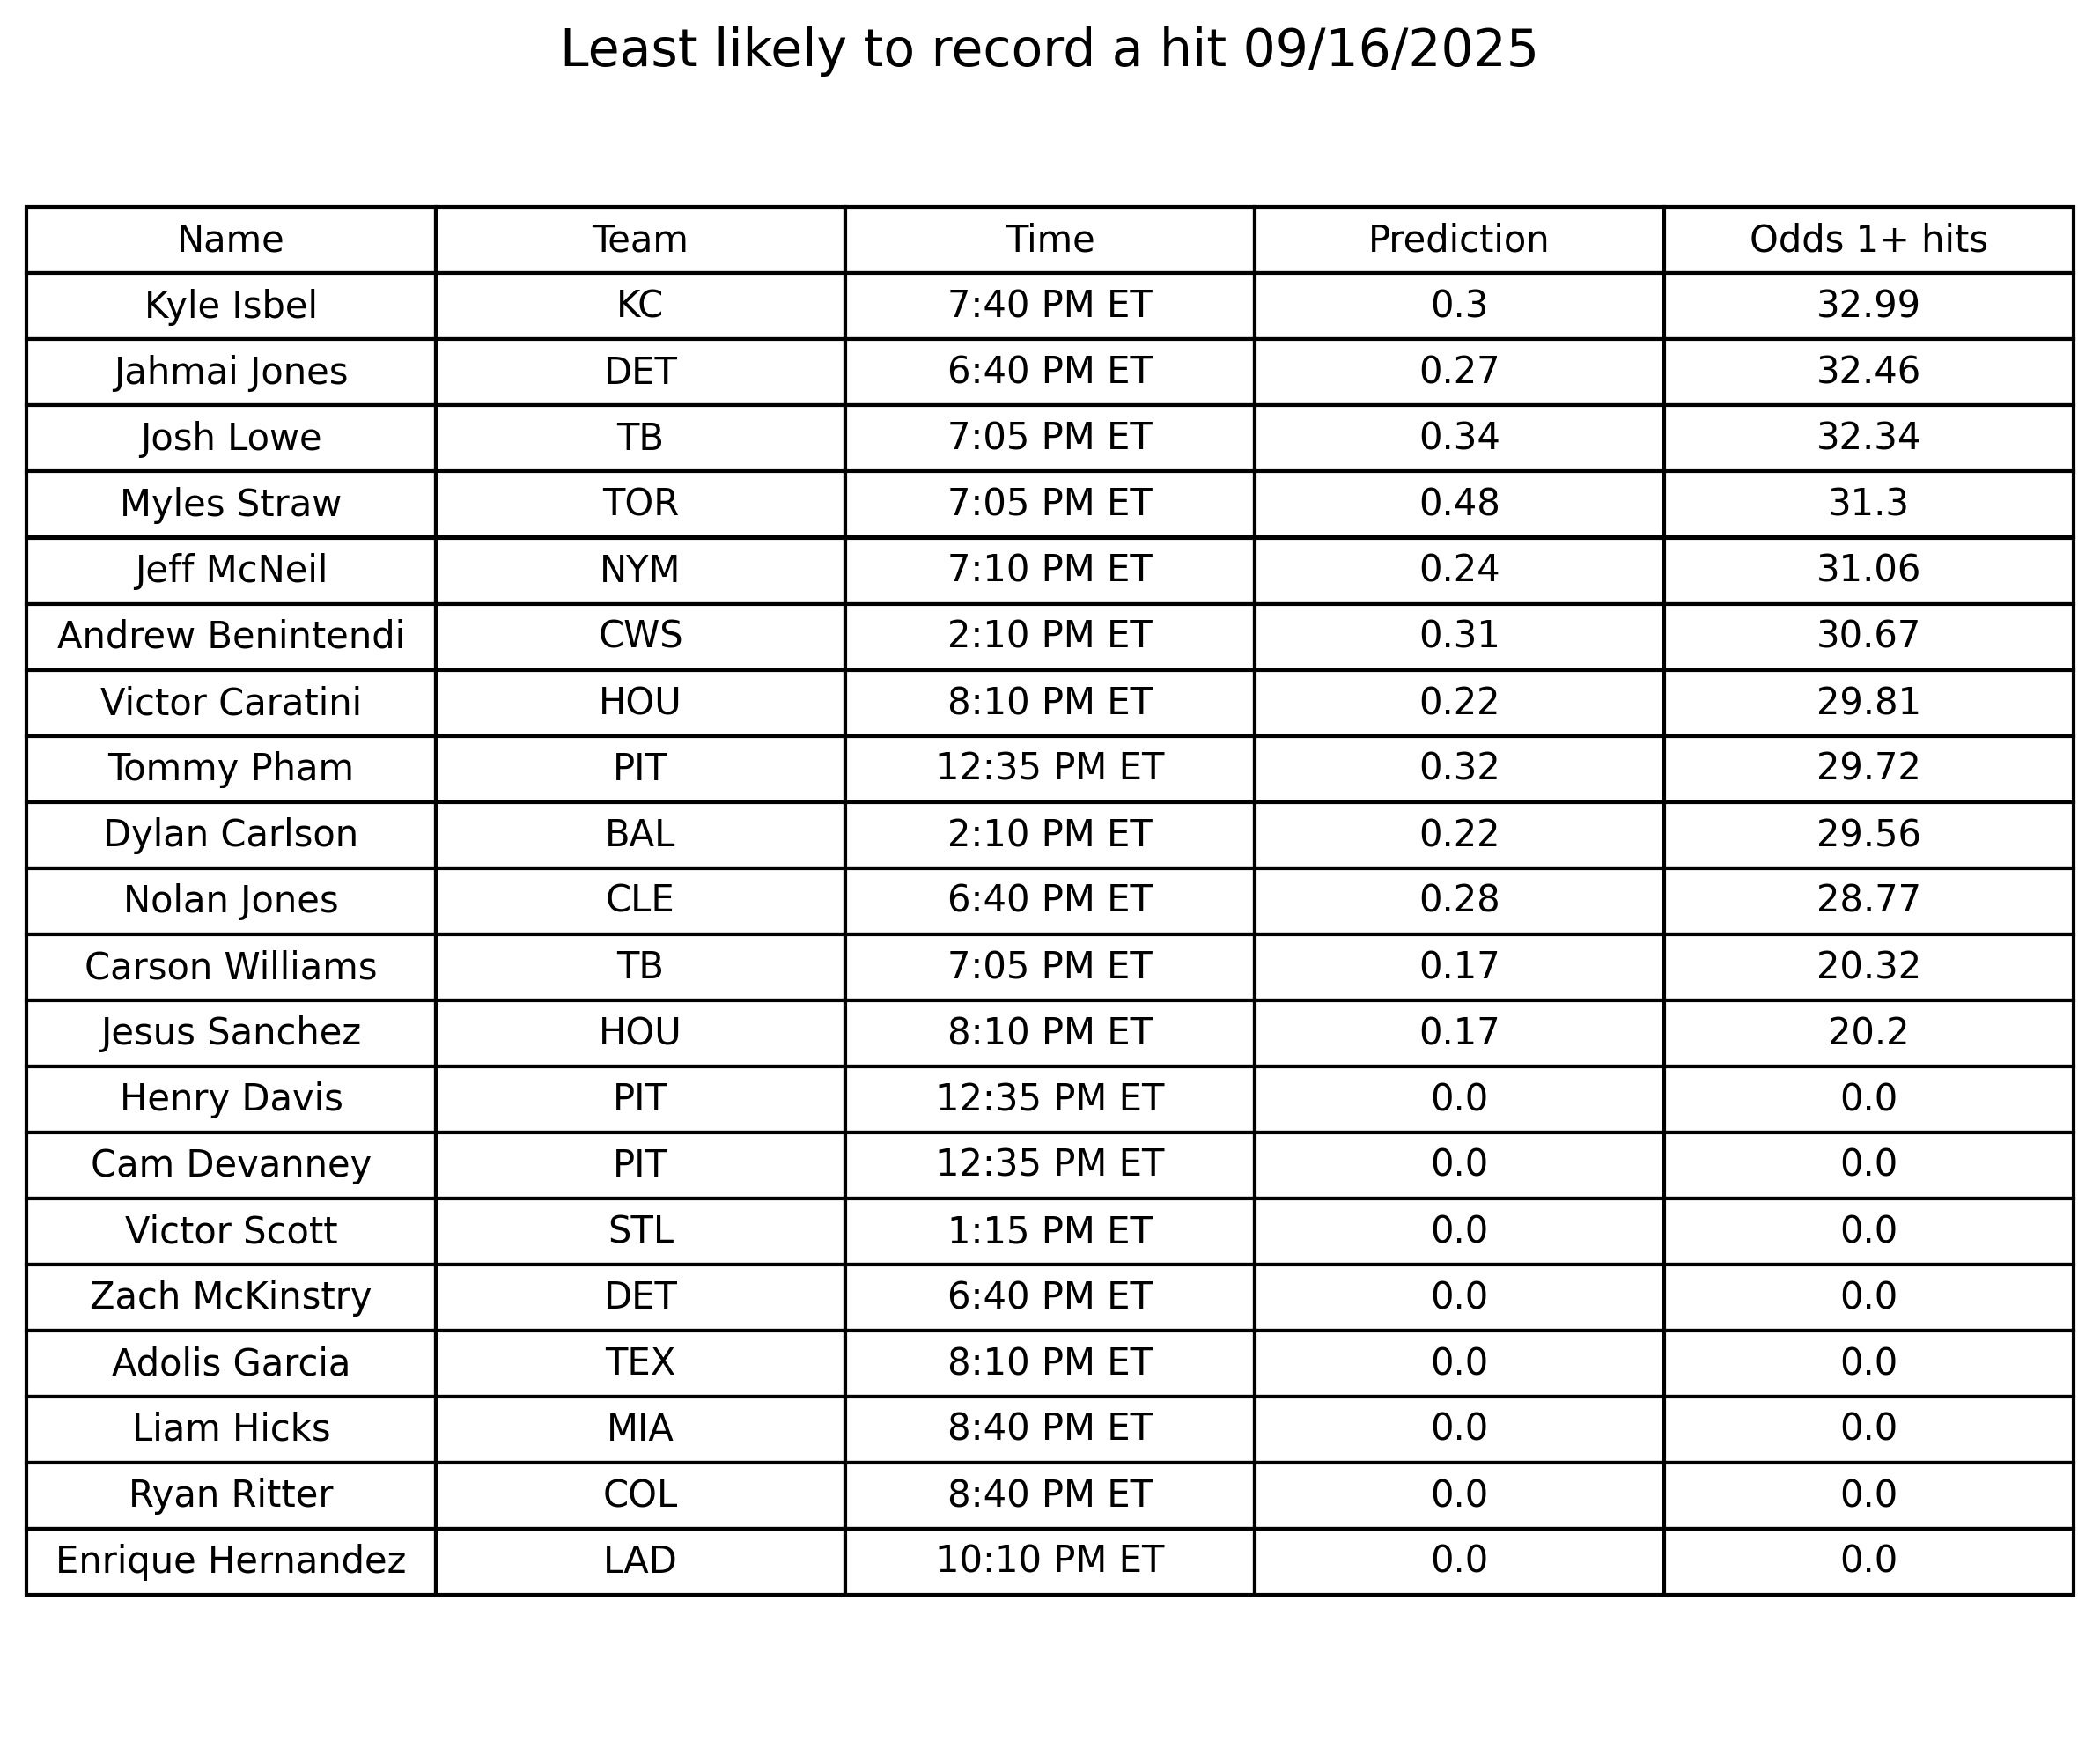 Least likely to record a hit 09/16/2025
Name Team Time Prediction Odds 1+ hits
Kyle Isbel KC 7:40 PM ET 0.3 32.99
Jahmai Jones DET 6:40 PM ET 0.27 32.46
Josh Lowe TB 7:05 PM ET 0.34 32.34
Myles Straw TOR 7:05 PM ET 0.48 31.3
Jeff McNeil NYM 7:10 PM ET 0.24 31.06
Andrew Benintendi CWS 2:10 PM ET 0.31 30.67
Victor Caratini HOU 8:10 PM ET 0.22 29.81
Tommy Pham PIT 12:35 PM ET 0.32 29.72
Dylan Carlson BAL 2:10 PM ET 0.22 29.56
Nolan Jones CLE 6:40 PM ET 0.28 28.77
Carson Williams TB 7:05 PM ET 0.17 20.32
Jesus Sanchez HOU 8:10 PM ET 0.17 20.2
Henry Davis PIT 12:35 PM ET 0.0 0.0
Cam Devanney PIT 12:35 PM ET 0.0 0.0
Victor Scott STL 1:15 PM ET 0.0 0.0
Zach McKinstry DET 6:40 PM ET 0.0 0.0
Adolis Garcia TEX 8:10 PM ET 0.0 0.0
Liam Hicks MIA 8:40 PM ET 0.0 0.0
Ryan Ritter COL 8:40 PM ET 0.0 0.0
Enrique Hernandez LAD 10:10 PM ET 0.0 0.0